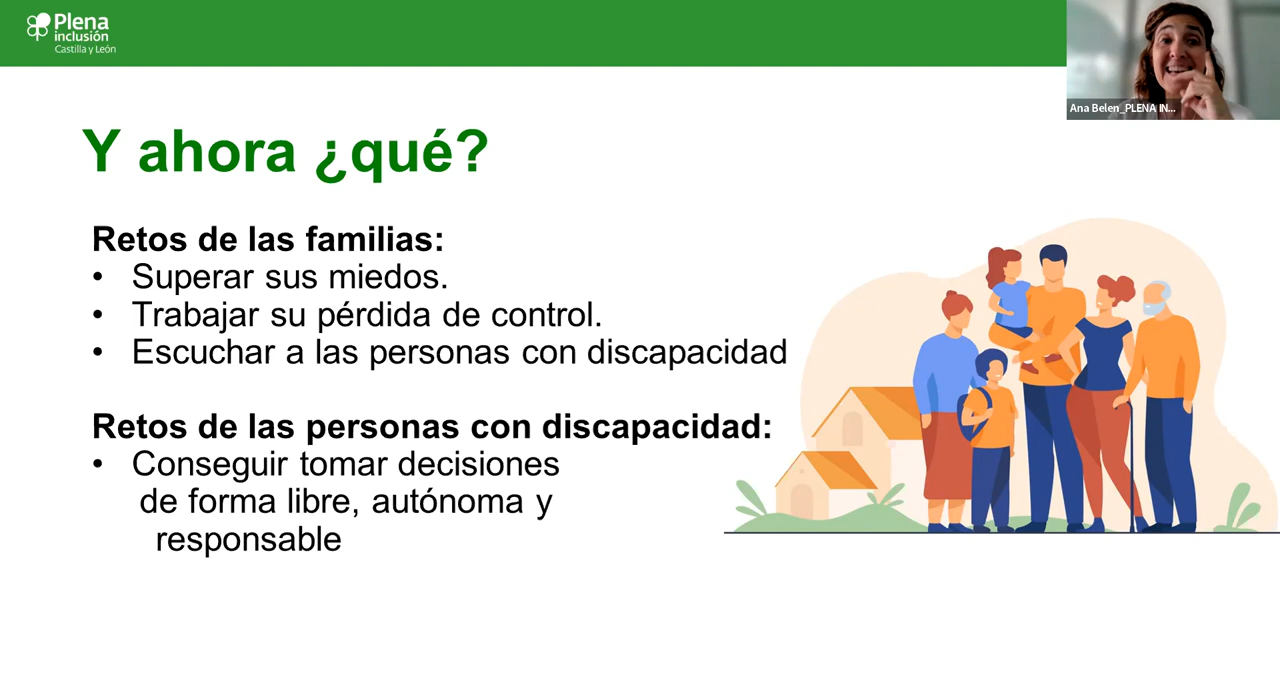 Plena
inclusión
Castilla y León
Ana Belen_PLENA IN...
Y ahora ¿qué?
Retos de las familias:
• Superar sus miedos.
• Trabajar su pérdida de control.
• Escuchar a las personas con discapacidad
Retos de las personas con discapacidad:
• Conseguir tomar decisiones
de forma libre, autónoma y
responsable